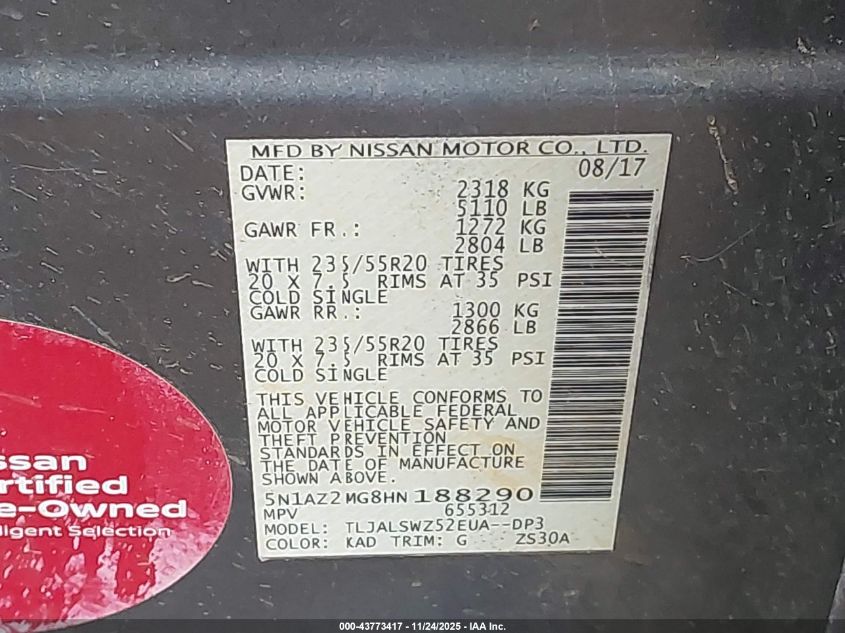 MFD BY NISSAN MOTOR CO., LTD.
DATE: 08/17
GVWR: 2318 KG
5110 LB
GAWR FR.: 1272 KG
2804 LB
WITH 235/55R20 TIRES
20 X 7.5 RIMS AT 35 PSI
COLD SINGLE
GAWR RR.: 1300 KG
2866 LB
WITH 235/55R20 TIRES
20 X 7.5 RIMS AT 35 PSI
COLD SINGLE
THIS VEHICLE CONFORMS TO
ALL APPLICABLE FEDERAL
MOTOR VEHICLE SAFETY AND
THEFT PREVENTION
STANDARDS IN EFFECT ON
THE DATE OF MANUFACTURE
SHOWN ABOVE.
5N1AZ2MG8HN188290
MPV 655312
MODEL: TLJALSWZ52EUA--DP3
COLOR: KAD TRIM: G ZS30A
ssan
rtified
e-Owned
lligent Selection
000-43773417 - 11/24/2025 - IAA Inc.